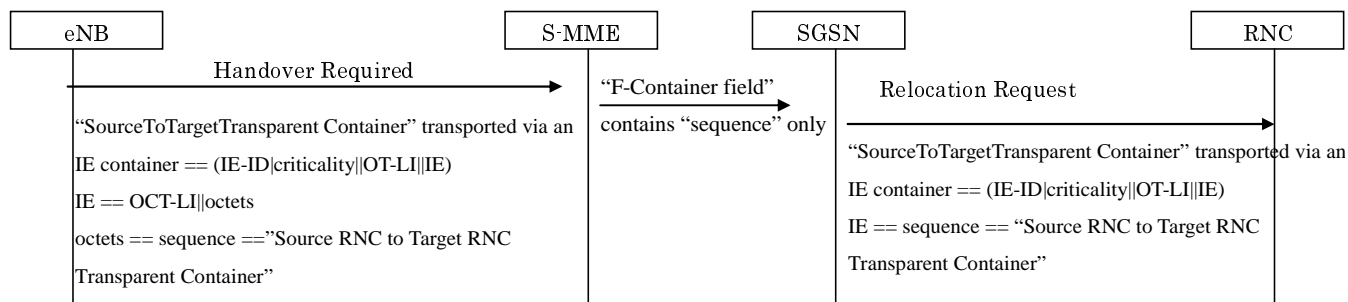 eNB
S-MME
SGSN
RNC
Handover Required
“F-Container field”
contains “sequence” only
Relocation Request
“SourceToTargetTransparent Container” transported via an
IE container == (IE-ID|criticality||OT-LI||IE)
IE == OCT-LI||octets
octets == sequence ==”Source RNC to Target RNC
Transparent Container”
“SourceToTargetTransparent Container” transported via an
IE container == (IE-ID|criticality||OT-LI||IE)
IE == sequence == “Source RNC to Target RNC
Transparent Container”